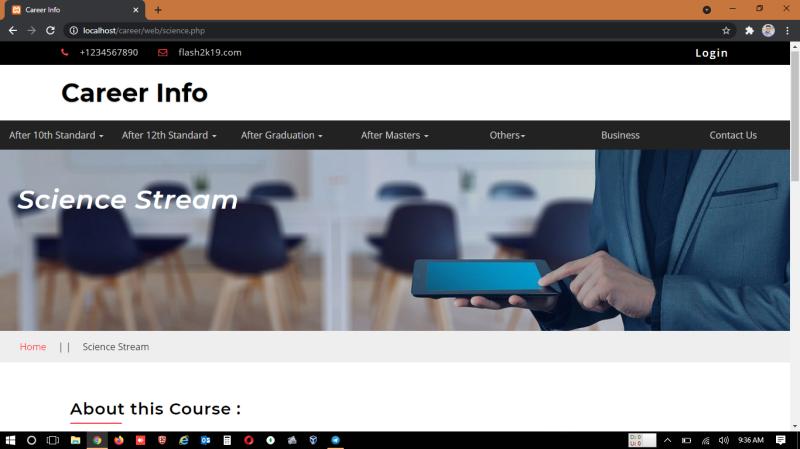 Career Info
localhost/career/web/science.php
+1234567890 flash2k19.com Login
Career Info
After 10th Standard After 12th Standard After Graduation After Masters Others Business Contact Us
Science Stream
Home || Science Stream
About this Course :
D: 0
U: 0
9:36 AM